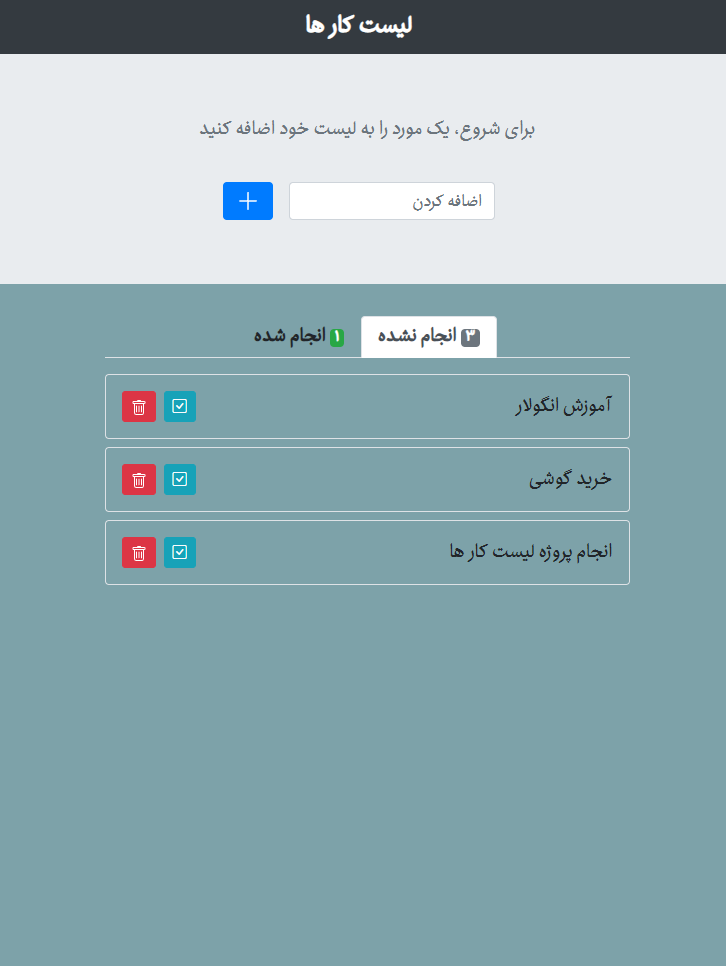 لیست کار ها
برای شروع، یک مورد را به لیست خود اضافه کنید
اضافه کردن
۳ انجام نشده
۱ انجام شده
آموزش انگولار
خرید گوشی
انجام پروژه لیست کار ها